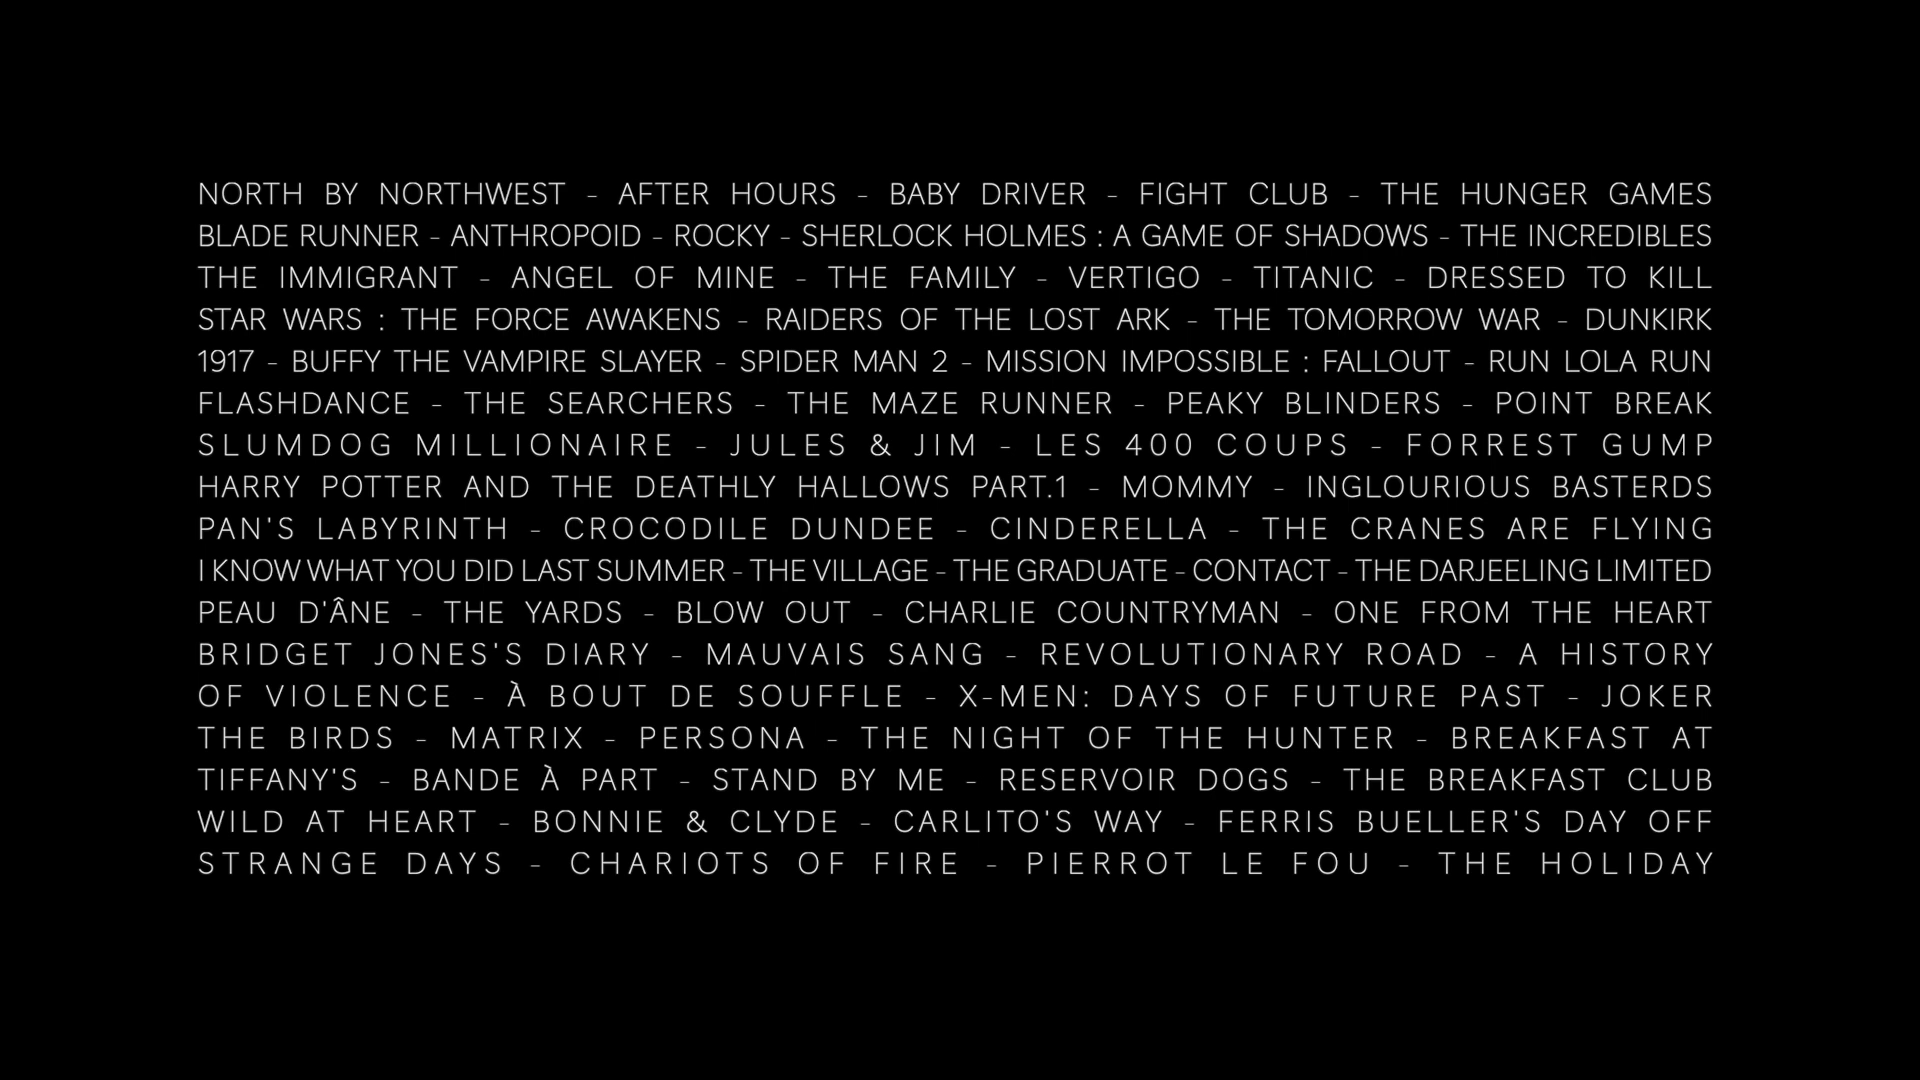 NORTH BY NORTHWEST - AFTER HOURS - BABY DRIVER - FIGHT CLUB - THE HUNGER GAMES
BLADE RUNNER - ANTHROPOID - ROCKY - SHERLOCK HOLMES : A GAME OF SHADOWS - THE INCREDIBLES
THE IMMIGRANT - ANGEL OF MINE - THE FAMILY - VERTIGO - TITANIC - DRESSED TO KILL
STAR WARS : THE FORCE AWAKENS - RAIDERS OF THE LOST ARK - THE TOMORROW WAR - DUNKIRK
1917 - BUFFY THE VAMPIRE SLAYER - SPIDER MAN 2 - MISSION IMPOSSIBLE : FALLOUT - RUN LOLA RUN
FLASHDANCE - THE SEARCHERS - THE MAZE RUNNER - PEAKY BLINDERS - POINT BREAK
SLUMDOG MILLIONAIRE - JULES & JIM - LES 400 COUPS - FORREST GUMP
HARRY POTTER AND THE DEATHLY HALLOWS PART.1 - MOMMY - INGLOURIOUS BASTERDS
PAN'S LABYRINTH - CROCODILE DUNDEE - CINDERELLA - THE CRANES ARE FLYING
I KNOW WHAT YOU DID LAST SUMMER - THE VILLAGE - THE GRADUATE - CONTACT - THE DARJEELING LIMITED
PEAU D'ÂNE - THE YARDS - BLOW OUT - CHARLIE COUNTRYMAN - ONE FROM THE HEART
BRIDGET JONES'S DIARY - MAUVAIS SANG - REVOLUTIONARY ROAD - A HISTORY
OF VIOLENCE - À BOUT DE SOUFFLE - X-MEN: DAYS OF FUTURE PAST - JOKER
THE BIRDS - MATRIX - PERSONA - THE NIGHT OF THE HUNTER - BREAKFAST AT
TIFFANY'S - BANDE À PART - STAND BY ME - RESERVOIR DOGS - THE BREAKFAST CLUB
WILD AT HEART - BONNIE & CLYDE - CARLITO'S WAY - FERRIS BUELLER'S DAY OFF
STRANGE DAYS - CHARIOTS OF FIRE - PIERROT LE FOU - THE HOLIDAY